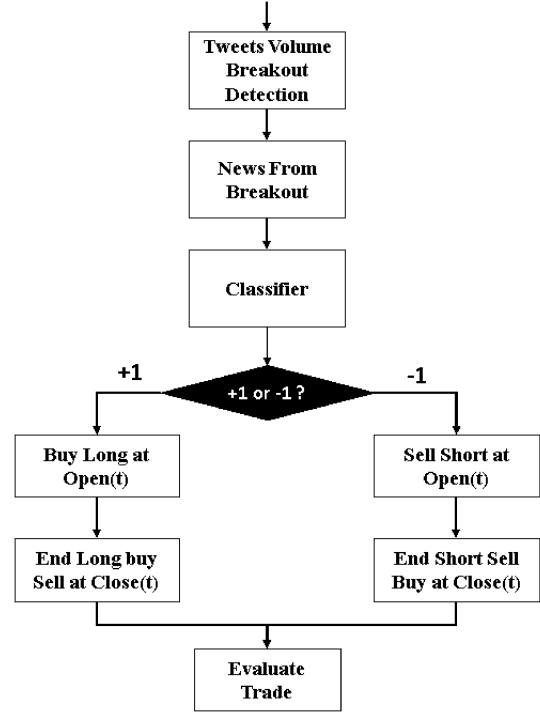 Tweets Volume
Breakout
Detection
News From
Breakout
Classifier
+1
+1 or -1 ?
-1
Buy Long at
Open(t)
Sell Short at
Open(t)
End Long buy
Sell at Close(t)
End Short Sell
Buy at Close(t)
Evaluate
Trade